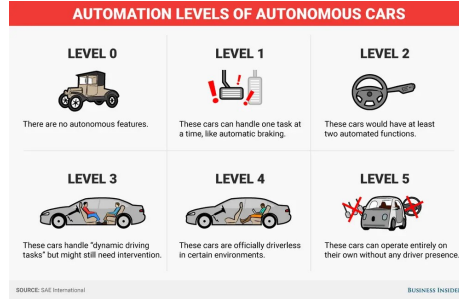 AUTOMATION LEVELS OF AUTONOMOUS CARS
LEVEL 0
There are no autonomous features.
LEVEL 1
These cars can handle one task at
a time, like automatic braking.
LEVEL 2
These cars would have at least
two automated functions.
LEVEL 3
These cars handle "dynamic driving
tasks" but might still need intervention.
LEVEL 4
These cars are officially driverless
in certain environments.
LEVEL 5
These cars can operate entirely on
their own without any driver presence.
SOURCE: SAE International
BUSINESS INSIDER